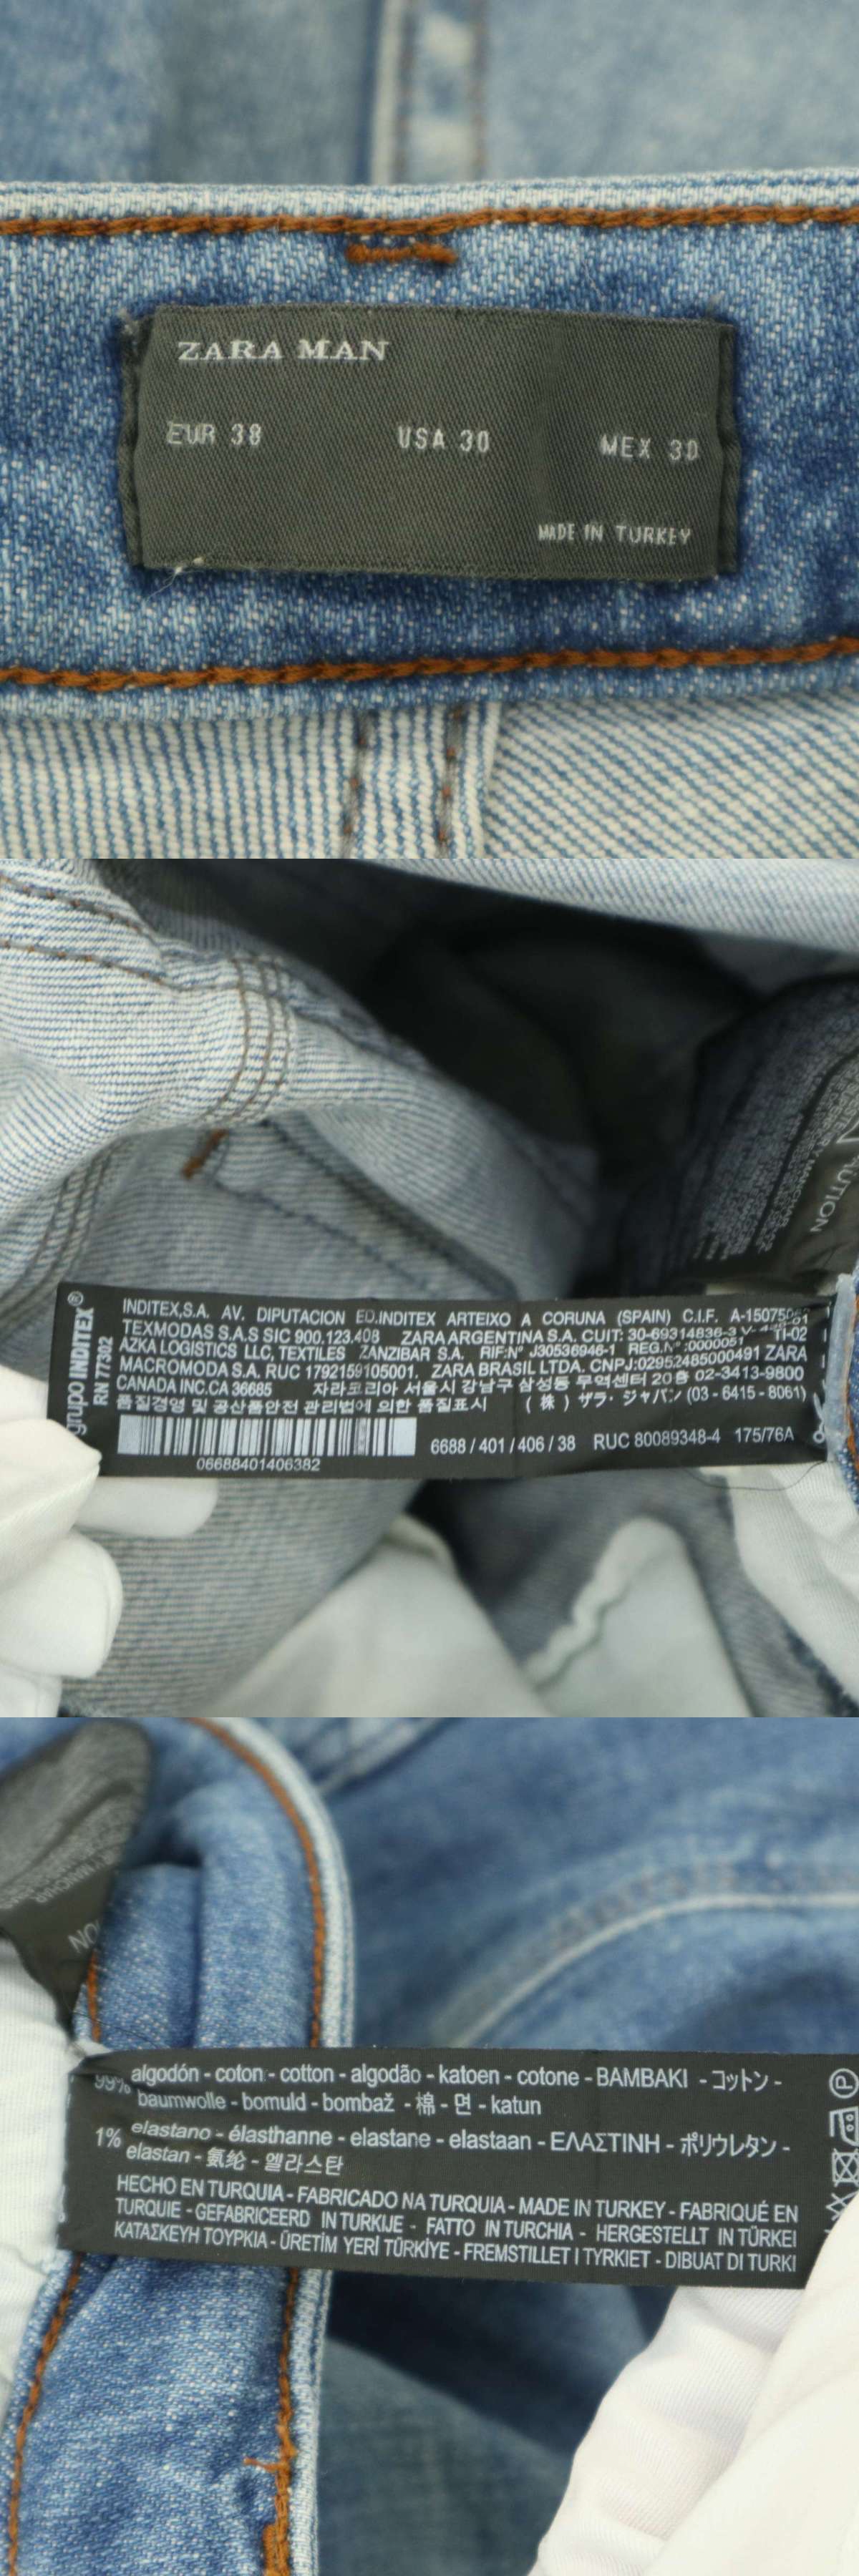 ZARA MAN
EUR 38 USA 30 MEX 30
MADE IN TURKEY
CAUTION
grupo INDITEX®
RN 77302
INDITEX,S.A. AV. DIPUTACION ED.INDITEX ARTEIXO A CORUNA (SPAIN) C.I.F.
TEXMODAS S.A.S SIC 900.123.408 ZARA ARGENTINA S.A. CUIT: 30-69314836-3
AZKA LOGISTICS LLC, TEXTILES ZANZIBAR S.A. RIF:Nº J30536946-1 REG.Nº:0000051 TI-02
MACROMODA S.A. RUC 1792159105001, ZARA BRASIL LTDA. CNPJ:02952485000491 ZARA
CANADA INC.CA 36685 자라코리아 서울시 강남구 삼성동 무역센터 20층 02-3413-9800
품질경영 및 공산품안전 관리법에 의한 품질표시 ( 株 ) ザラ・ジャパン (03 - 6415 - 8061)
6688 / 401 / 406 / 38 RUC 80089348-4 175/76A
06688401406382
99% algodón - coton - cotton - algodão - katoen - cotone - BAMBAKI - コットン -
baumwolle - bomuld - bombaž - 棉 - 면 - katun
1% elastano - élasthanne - elastane - elastaan - ΕΛΑΣΤΙΝΗ - ポリウレタン -
elastan - 氨纶 - 엘라스탄
HECHO EN TURQUIA - FABRICADO NA TURQUIA - MADE IN TURKEY - FABRIQUÉ EN
TURQUIE - GEFABRICEERD IN TURKIJE - FATTO IN TURCHIA - HERGESTELLT IN TÜRKEI
ΚΑΤΑΣΚΕΥΗ ΤΟΥΡΚΙΑ - ÜRETİM YERİ TÜRKİYE - FREMSTILLET I TYRKIET - DIBUAT DI TURKI